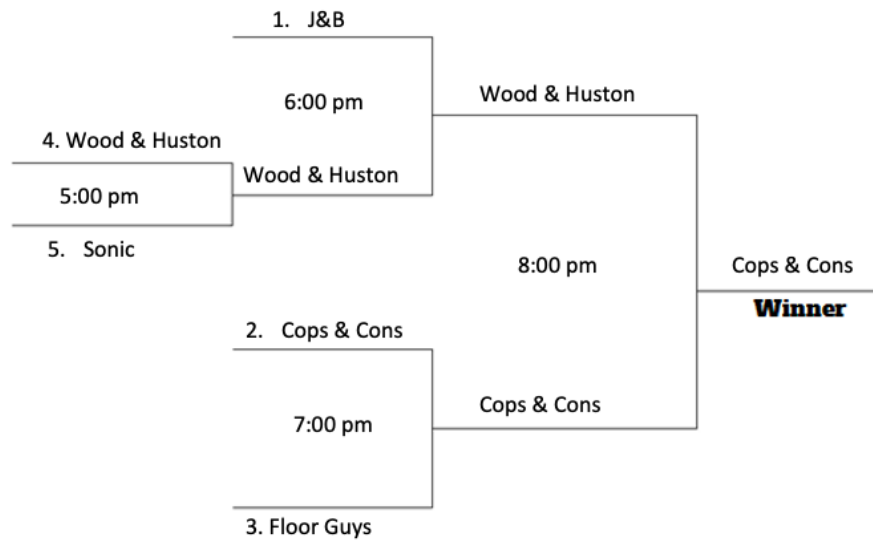 1. J&B
6:00 pm
Wood & Huston
4. Wood & Huston
Wood & Huston
5:00 pm
5. Sonic
8:00 pm
Cops & Cons
Winner
2. Cops & Cons
Cops & Cons
7:00 pm
3. Floor Guys